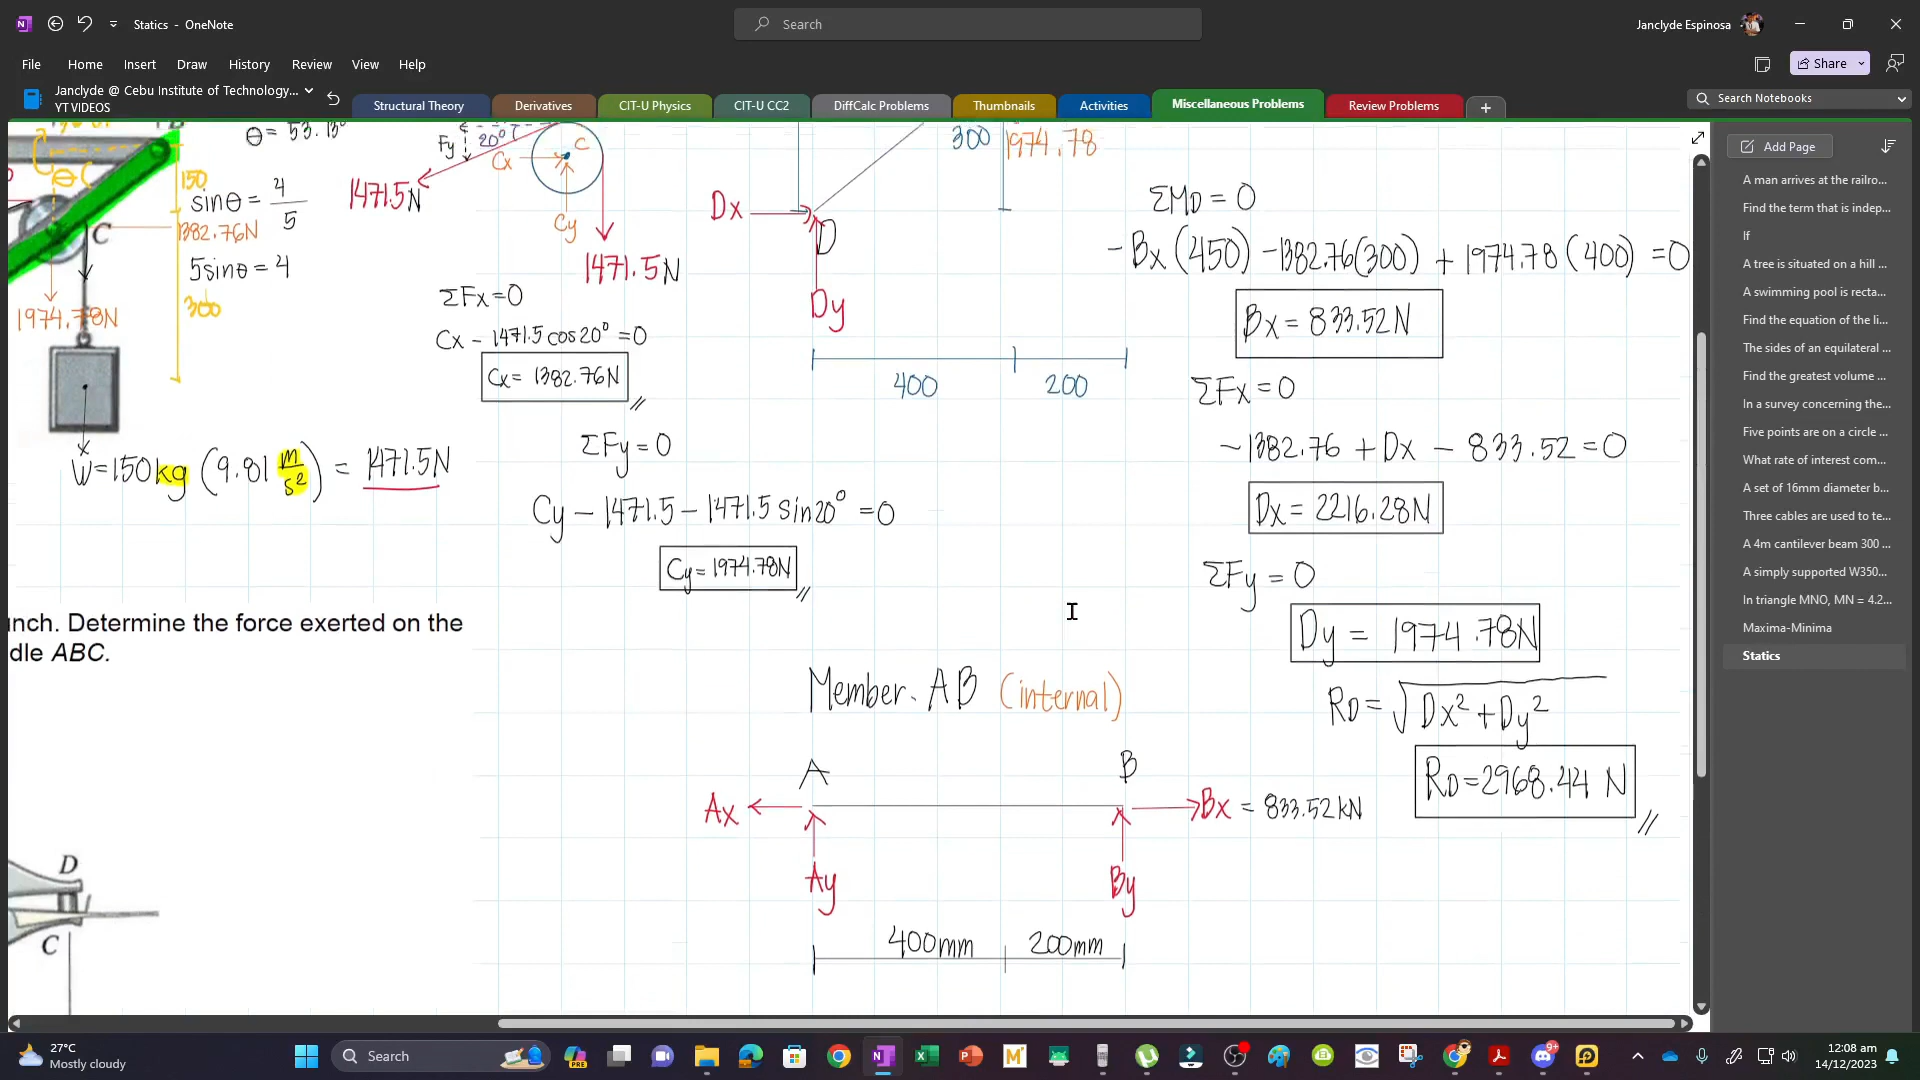 Statics - OneNote
Search
Janclyde Espinosa
File Home Insert Draw History Review View Help
Share
Janclyde @ Cebu Institute of Technology...
YT VIDEOS
Structural Theory Derivatives CIT-U Physics CIT-U CC2 DiffCalc Problems Thumbnails Activities Miscellaneous Problems Review Problems +
Search Notebooks
Add Page
A man arrives at the railro...
Find the term that is indep...
If
A tree is situated on a hill ...
A swimming pool is recta...
Find the equation of the li...
The sides of an equilateral ...
Find the greatest volume ...
In a survey concerning the...
Five points are on a circle ...
What rate of interest com...
A set of 16mm diameter b...
Three cables are used to te...
A 4m cantilever beam 300 ...
A simply supported W350...
In triangle MNO, MN = 4.2...
Maxima-Minima
Statics
θ = 53.13°
150
sinθ = 4/5
5sinθ = 4
C
1382.76N
1974.78N
300
W=150kg (9.81 m/s²) = 1471.5N
Fy 20°
Cx
C
Cy
1471.5N
1471.5N
ΣFx=0
Cx - 1471.5cos20° = 0
Cx = 1382.76N
ΣFy=0
Cy - 1471.5 - 1471.5 sin20° = 0
Cy = 1974.78N
300 1974.78
Dx
D
Dy
400 200
ΣMD = 0
-Bx(450) -1382.76(300) + 1974.78(400) = 0
Bx = 833.52N
ΣFx = 0
-1382.76 + Dx - 833.52 = 0
Dx = 2216.28N
ΣFy = 0
Dy = 1974.78N
RD = √Dx²+Dy²
RD = 2968.44 N
unch. Determine the force exerted on the
dle ABC.
D
C
Member AB (internal)
A B
Ax Bx = 833.52kN
Ay By
400mm 200mm
27°C
Mostly cloudy
Search
12:08 am
14/12/2023